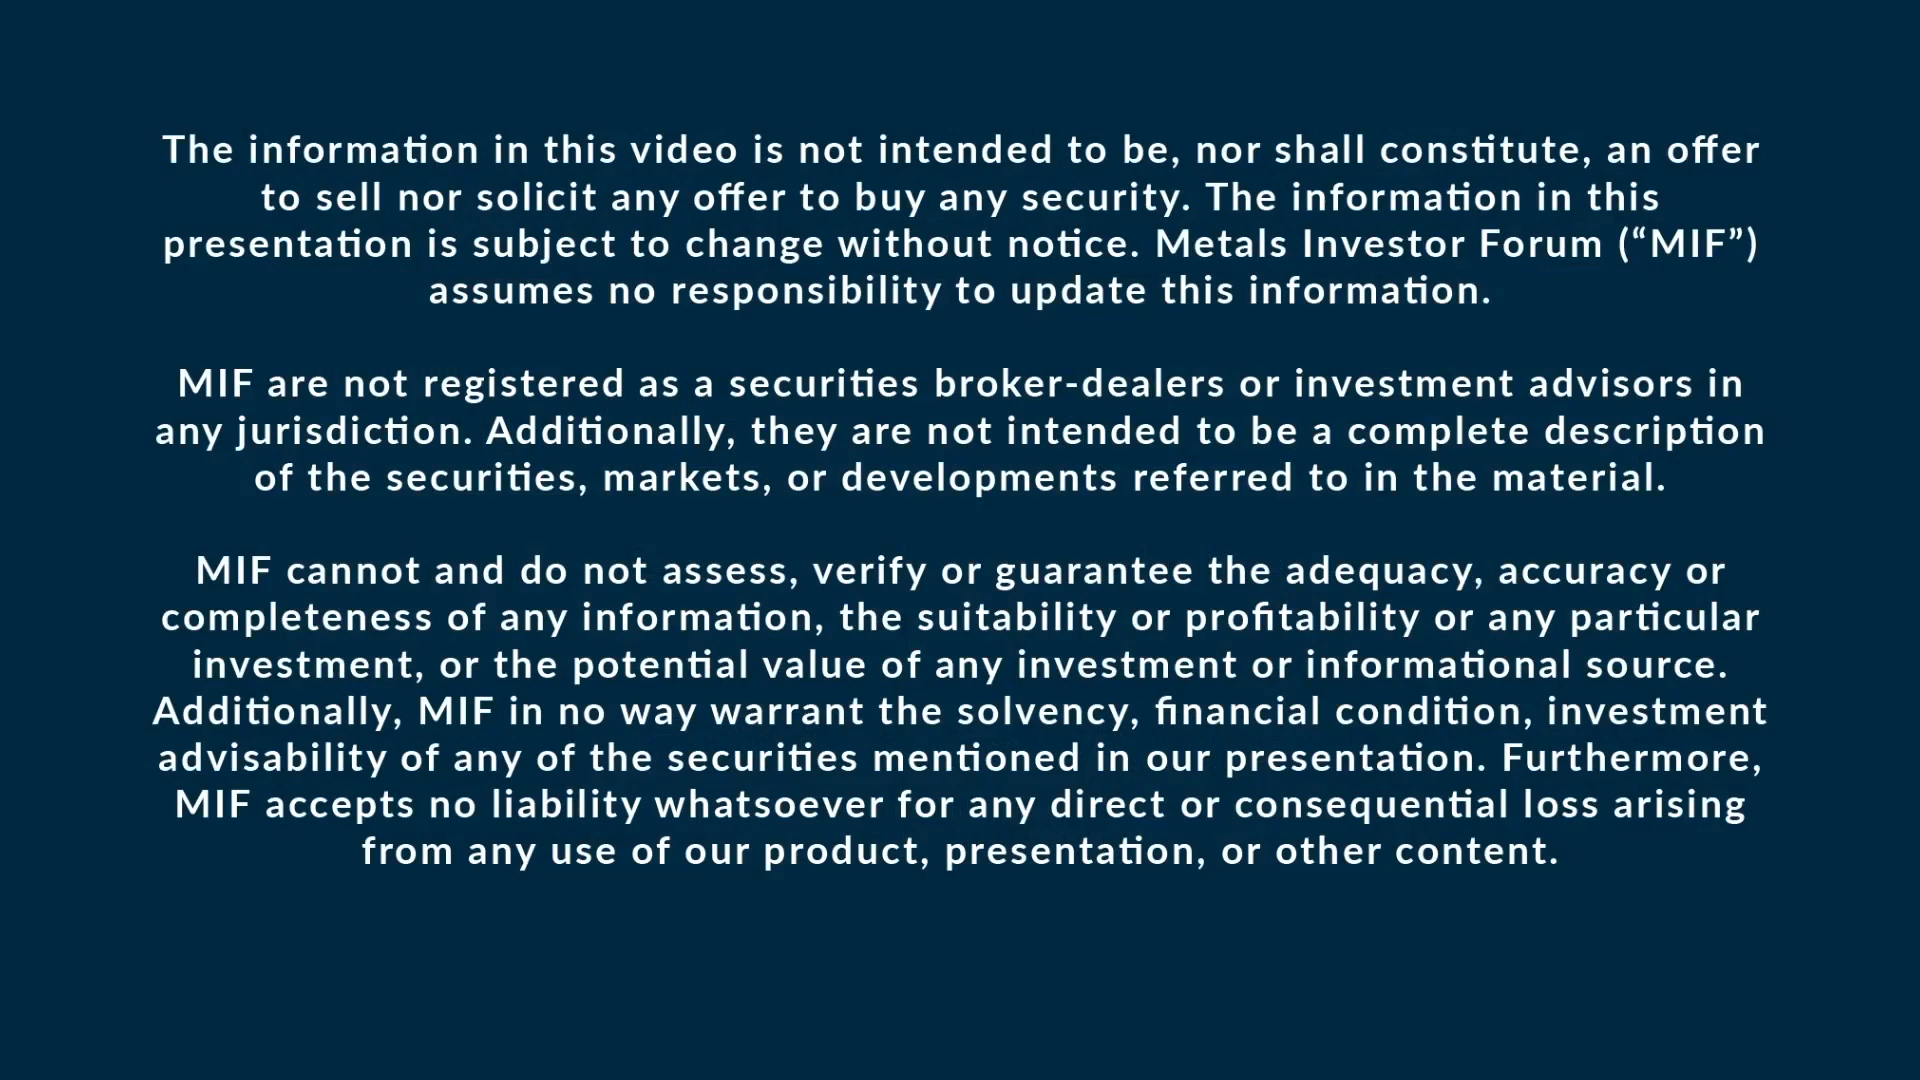 The information in this video is not intended to be, nor shall constitute, an offer
to sell nor solicit any offer to buy any security. The information in this
presentation is subject to change without notice. Metals Investor Forum (“MIF”)
assumes no responsibility to update this information.
MIF are not registered as a securities broker-dealers or investment advisors in
any jurisdiction. Additionally, they are not intended to be a complete description
of the securities, markets, or developments referred to in the material.
MIF cannot and do not assess, verify or guarantee the adequacy, accuracy or
completeness of any information, the suitability or profitability or any particular
investment, or the potential value of any investment or informational source.
Additionally, MIF in no way warrant the solvency, financial condition, investment
advisability of any of the securities mentioned in our presentation. Furthermore,
MIF accepts no liability whatsoever for any direct or consequential loss arising
from any use of our product, presentation, or other content.